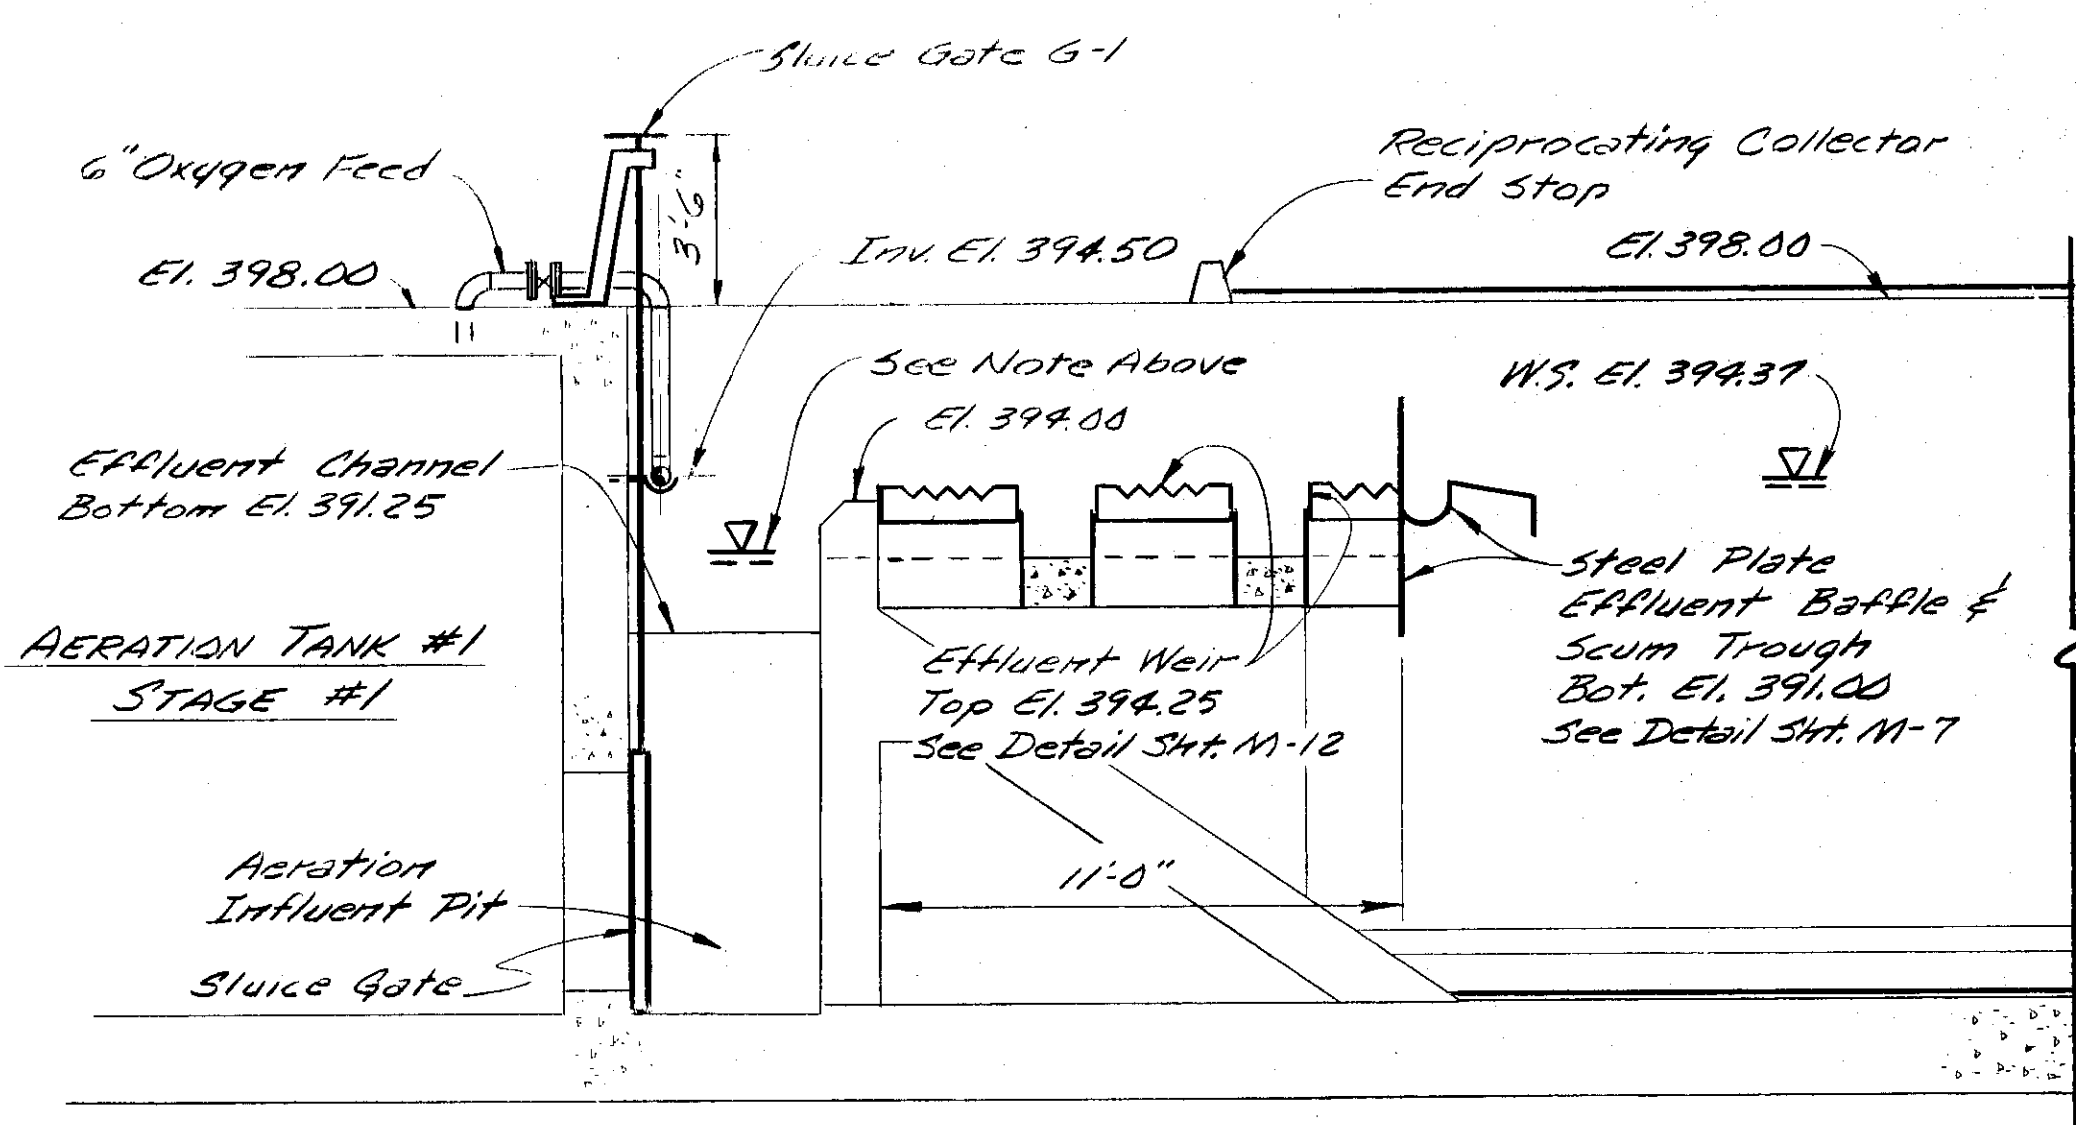 Sluice Gate G-1
6" Oxygen Feed
3'-6"
Reciprocating Collector
End Stop
El. 398.00
Inv. El. 394.50
El. 398.00
See Note Above
El. 394.00
W.S. El. 394.37
Effluent Channel
Bottom El. 391.25
AERATION TANK #1
STAGE #1
Effluent Weir
Top El. 394.25
See Detail Sht. M-12
Steel Plate
Effluent Baffle &
Scum Trough
Bot. El. 391.00
See Detail Sht. M-7
Aeration
Influent Pit
Sluice Gate
11'-0"